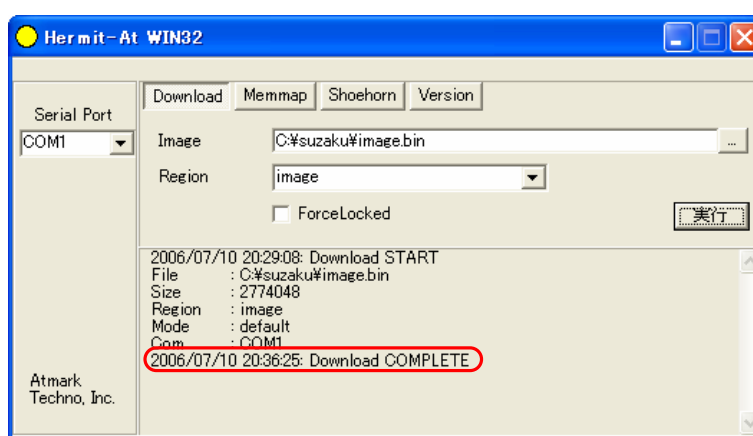 Hermit-At WIN32
Download Memmap Shoehorn Version
Serial Port
COM1
Image C:¥suzaku¥image.bin ...
Region image
ForceLocked
実行
2006/07/10 20:29:08: Download START
File : C:¥suzaku¥image.bin
Size : 2774048
Region : image
Mode : default
Com : COM1
2006/07/10 20:36:25: Download COMPLETE
Atmark
Techno, Inc.